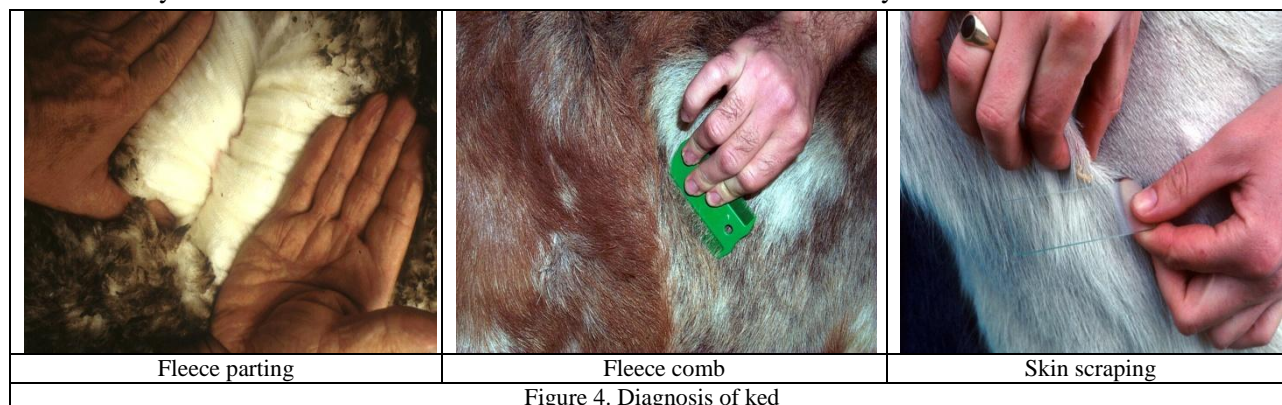 Fleece parting
Fleece comb
Skin scraping
Figure 4. Diagnosis of ked